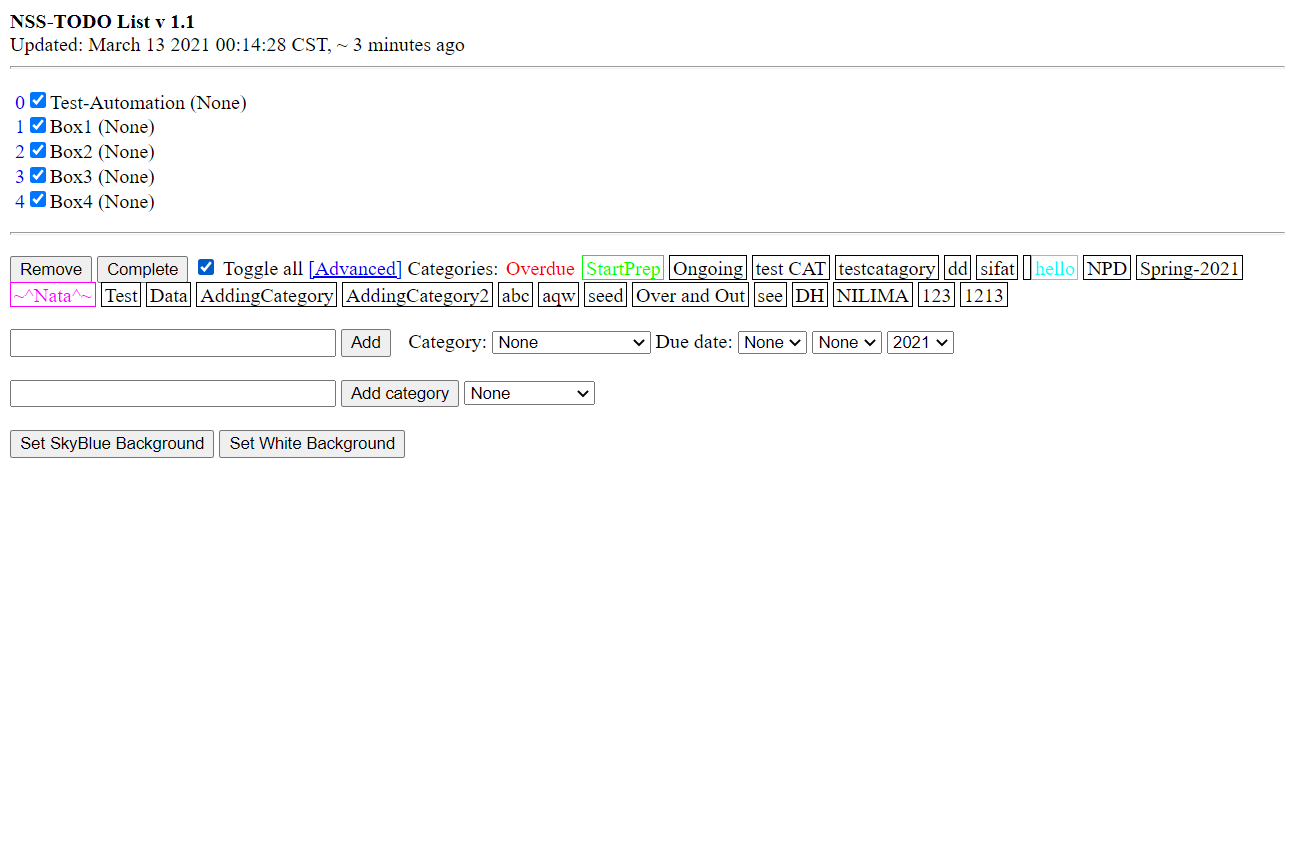 NSS-TODO List v 1.1
Updated: March 13 2021 00:14:28 CST, ~ 3 minutes ago
0 Test-Automation (None)
1 Box1 (None)
2 Box2 (None)
3 Box3 (None)
4 Box4 (None)
Remove Complete Toggle all [Advanced] Categories: Overdue StartPrep Ongoing test CAT testcatagory dd sifat hello NPD Spring-2021
~^Nata^~ Test Data AddingCategory AddingCategory2 abc aqw seed Over and Out see DH NILIMA 123 1213
Add Category: None Due date: None None 2021
Add category None
Set SkyBlue Background Set White Background